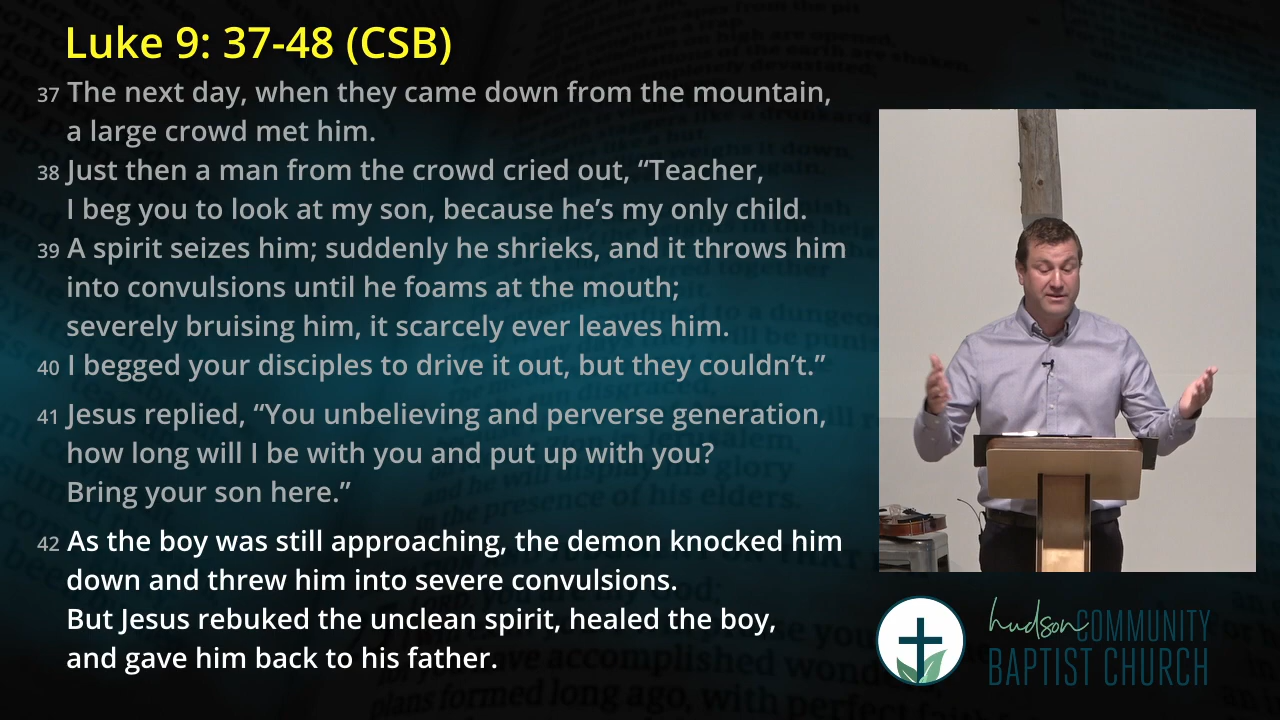 Luke 9: 37-48 (CSB)
37 The next day, when they came down from the mountain,
a large crowd met him.
38 Just then a man from the crowd cried out, “Teacher,
I beg you to look at my son, because he’s my only child.
39 A spirit seizes him; suddenly he shrieks, and it throws him
into convulsions until he foams at the mouth;
severely bruising him, it scarcely ever leaves him.
40 I begged your disciples to drive it out, but they couldn’t.”
41 Jesus replied, “You unbelieving and perverse generation,
how long will I be with you and put up with you?
Bring your son here.”
42 As the boy was still approaching, the demon knocked him
down and threw him into severe convulsions.
But Jesus rebuked the unclean spirit, healed the boy,
and gave him back to his father.
hudson COMMUNITY
BAPTIST CHURCH